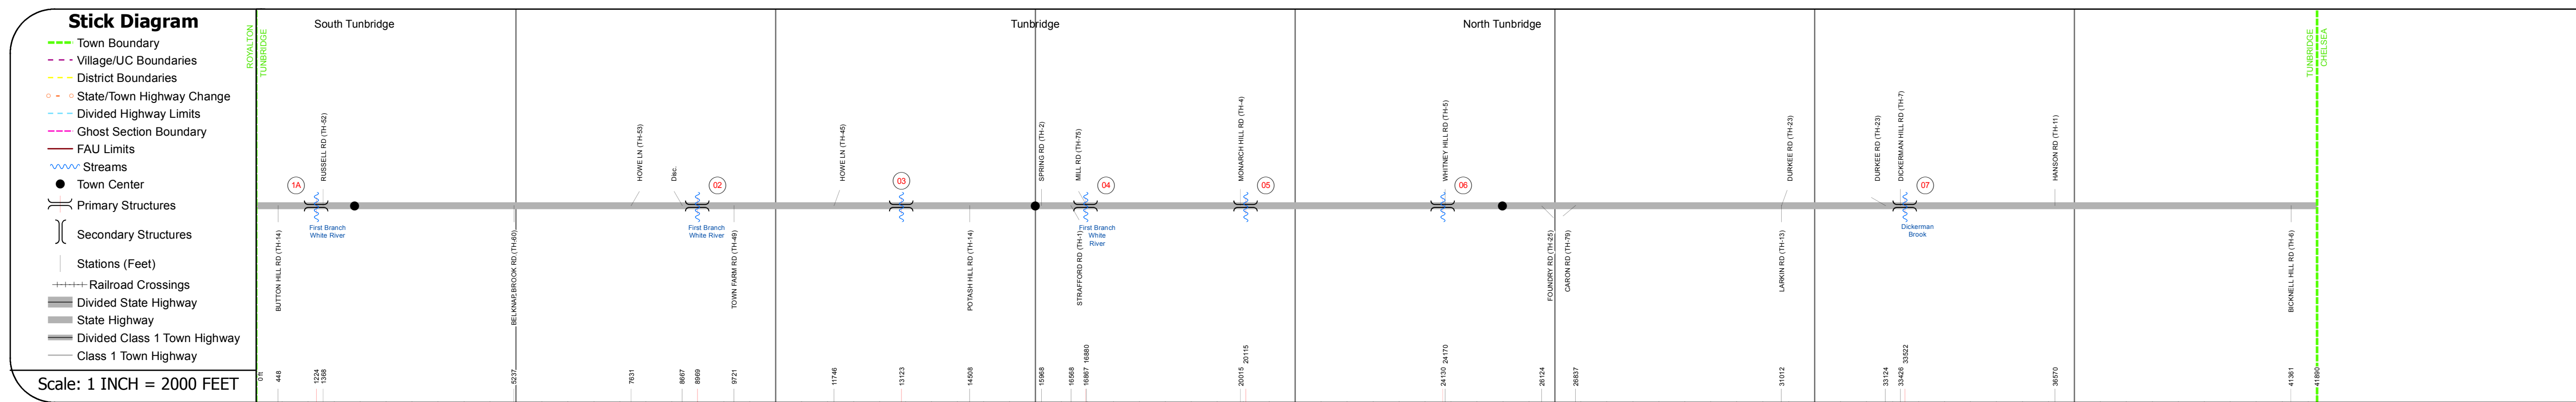 Stick Diagram
Town Boundary
Village/UC Boundaries
District Boundaries
State/Town Highway Change
Divided Highway Limits
Ghost Section Boundary
FAU Limits
Streams
Town Center
Primary Structures
Secondary Structures
Stations (Feet)
Railroad Crossings
Divided State Highway
State Highway
Divided Class 1 Town Highway
Class 1 Town Highway
Scale: 1 INCH = 2000 FEET
ROYALTON
TUNBRIDGE
South Tunbridge
Tunbridge
North Tunbridge
TUNBRIDGE
CHELSEA
1A
RUSSELL RD (TH-52)
HOWE LN (TH-53)
Disc.
02
HOWE LN (TH-45)
03
SPRING RD (TH-2)
MILL RD (TH-75)
04
MONARCH HILL RD (TH-4)
05
WHITNEY HILL RD (TH-5)
06
DURKEE RD (TH-23)
DURKEE RD (TH-23)
DICKERMAN HILL RD (TH-7)
07
HANSON RD (TH-11)
First Branch
White River
First Branch
White River
First Branch
White
River
Dickerman
Brook
BUTTON HILL RD (TH-14)
BELKNAP BROOK RD (TH-60)
TOWN FARM RD (TH-49)
POTASH HILL RD (TH-14)
STRAFFORD RD (TH-1)
FOUNDRY RD (TH-25)
CARON RD (TH-79)
LARKIN RD (TH-13)
BICKNELL HILL RD (TH-6)
0 ft
448
1224
1368
5237
7631
8667
8969
9721
11746
13123
14508
15968
16568
16867
16880
20015
20115
24130
24170
26124
26837
31012
33124
33426
33522
36570
41361
41890